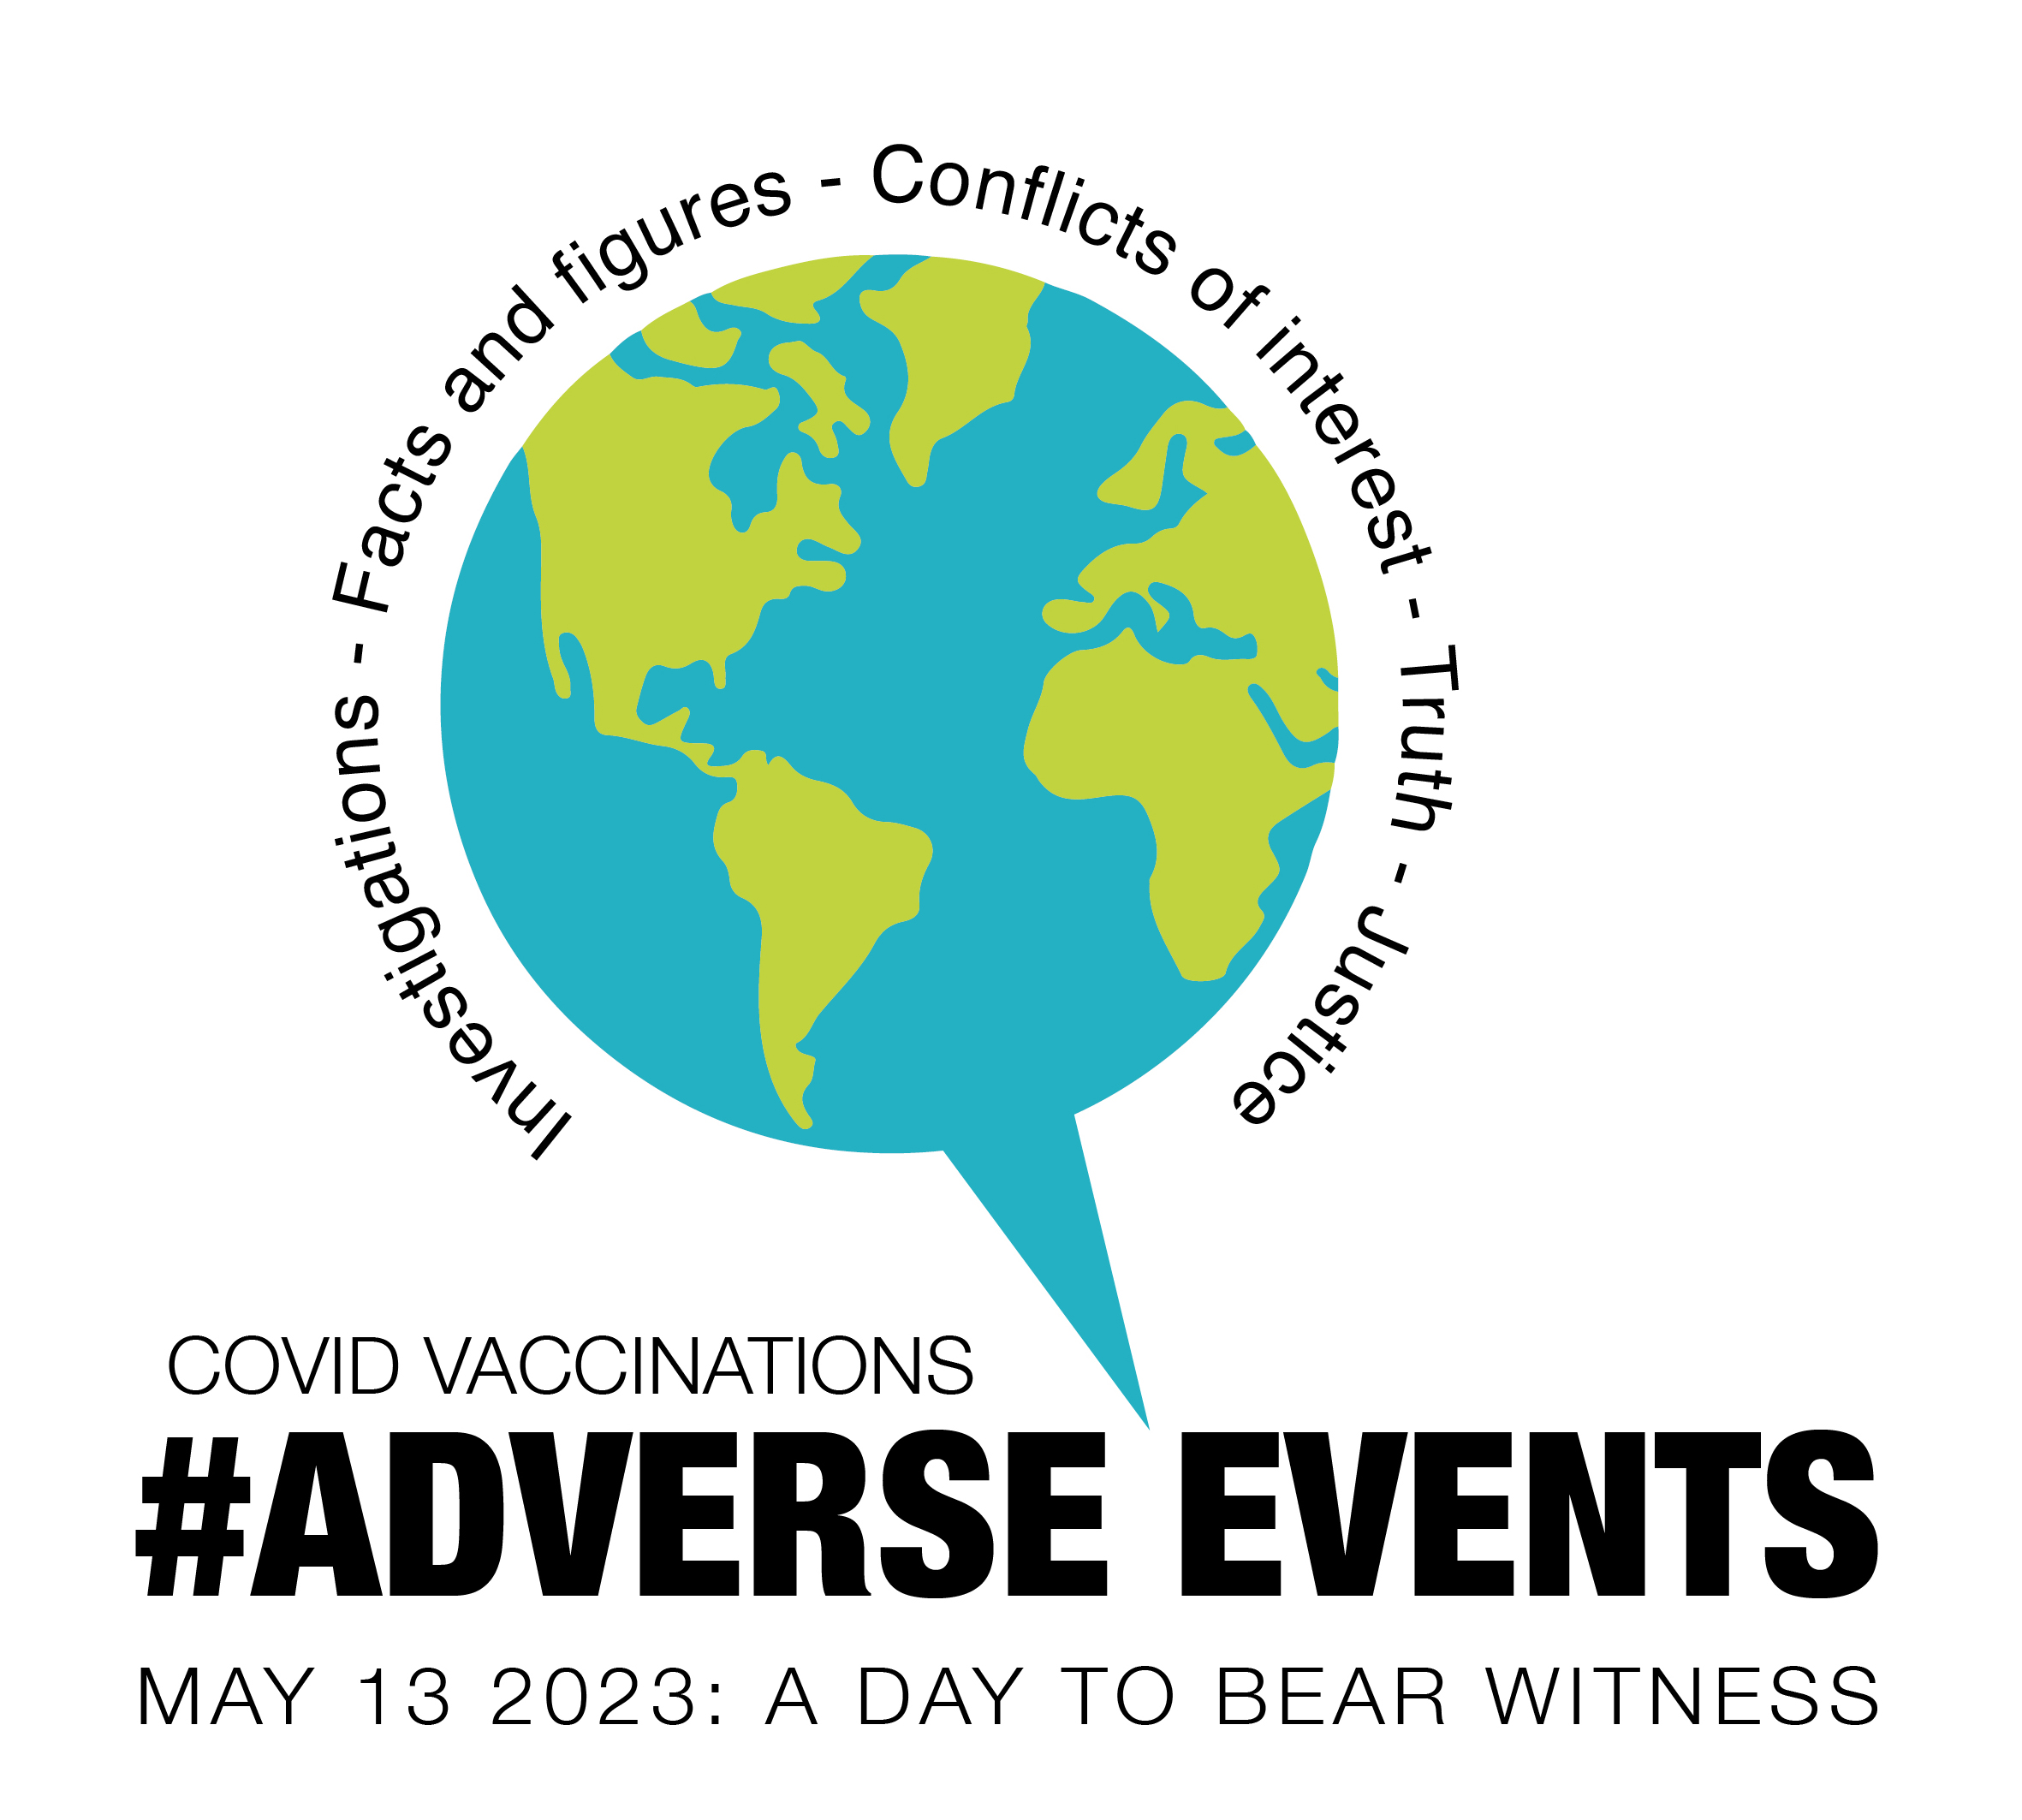 Investigations - Facts and figures - Conflicts of interest - Truth - Justice
COVID VACCINATIONS
#ADVERSE EVENTS
MAY 13 2023: A DAY TO BEAR WITNESS